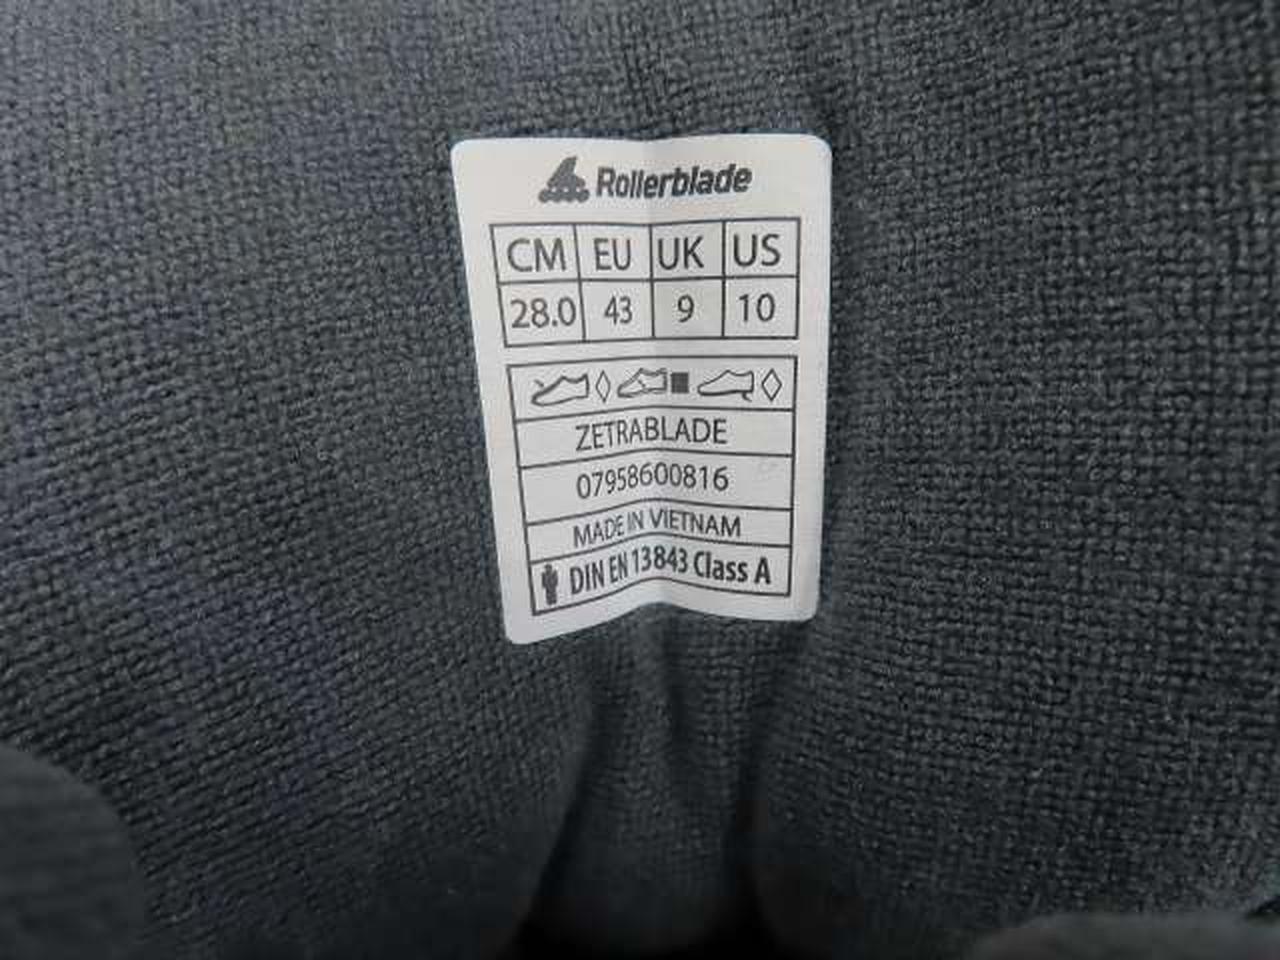 Rollerblade
CM EU UK US
28.0 43 9 10
ZETRABLADE
07958600816
MADE IN VIETNAM
DIN EN 13843 Class A